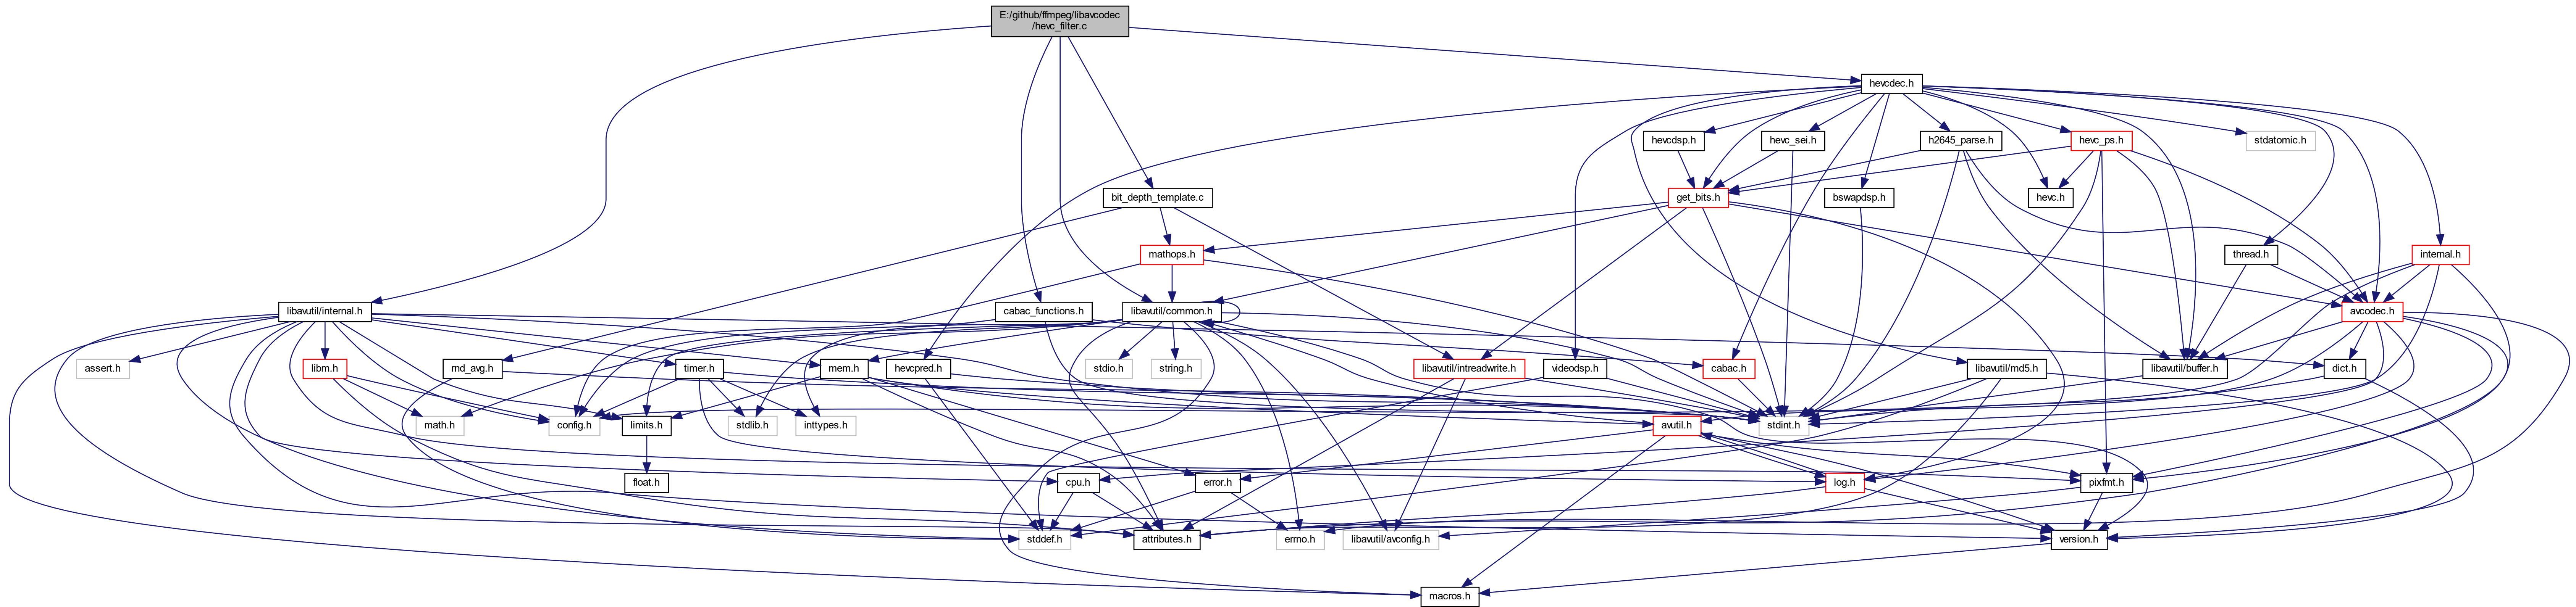 E:/github/ffmpeg/libavcodec
/hevc_filter.c
hevcdec.h
hevcdsp.h
hevc_sei.h
h2645_parse.h
hevc_ps.h
stdatomic.h
bit_depth_template.c
get_bits.h
bswapdsp.h
hevc.h
mathops.h
thread.h
internal.h
libavutil/internal.h
cabac_functions.h
libavutil/common.h
avcodec.h
assert.h
librn.h
rnd_avg.h
timer.h
mem.h
hevcpred.h
stdio.h
string.h
libavutil/intreadwrite.h
videodsp.h
cabac.h
libavutil/md5.h
libavutil/buffer.h
dict.h
math.h
config.h
limits.h
stdlib.h
inttypes.h
avutil.h
stdint.h
float.h
cpu.h
error.h
log.h
pixfmt.h
stddef.h
attributes.h
errno.h
libavutil/avconfig.h
version.h
macros.h